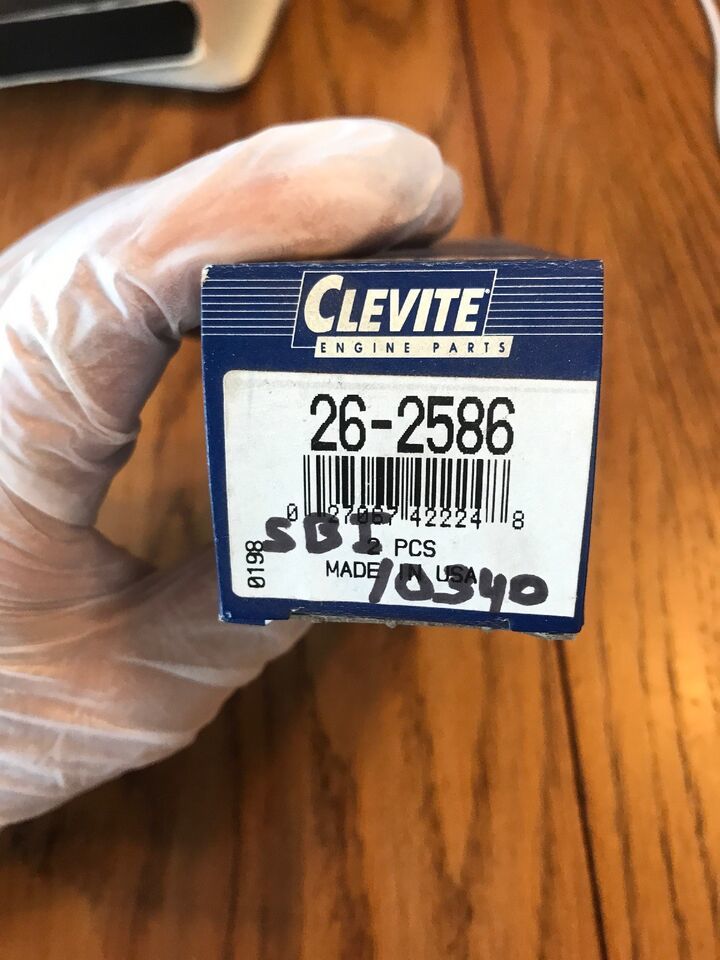 CLEVITE
ENGINE PARTS
26-2586
0 27067 42224 8
SBI
2 PCS
MADE IN USA
10340
0198